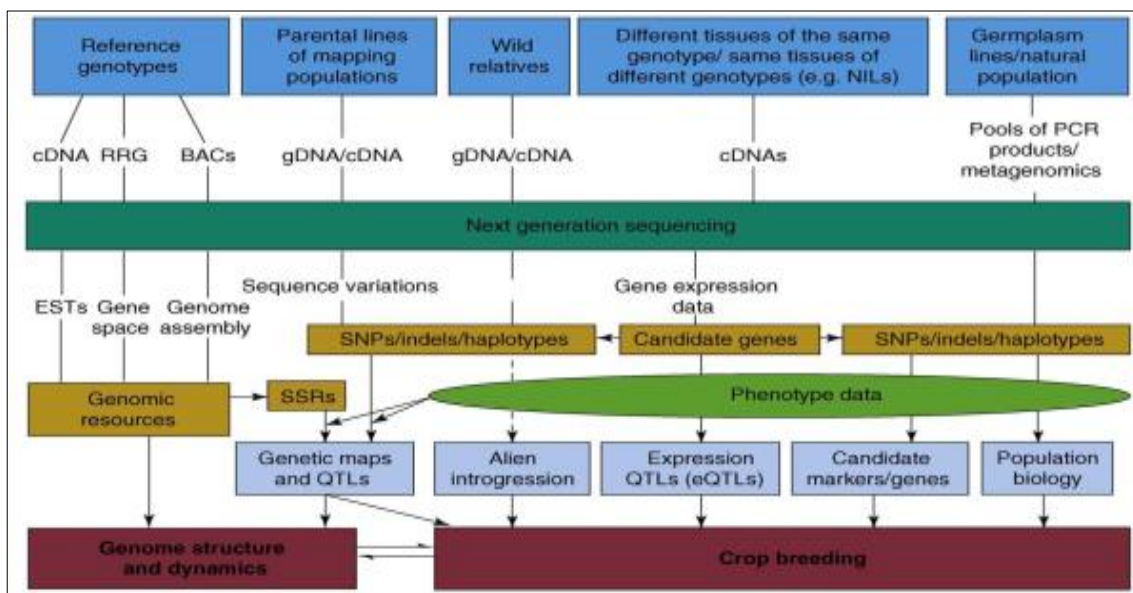 Reference
genotypes
Parental lines
of mapping
populations
Wild
relatives
Different tissues of the same
genotype/ same tissues of
different genotypes (e.g. NILs)
Germplasm
lines/natural
population
cDNA RRG BACs
gDNA/cDNA
gDNA/cDNA
cDNAs
Pools of PCR
products/
metagenomics
Next generation sequencing
ESTs
Gene
space
Genome
assembly
Sequence variations
Gene expression
data
SNPs/indels/haplotypes
Candidate genes
SNPs/indels/haplotypes
Genomic
resources
SSRs
Phenotype data
Genetic maps
and QTLs
Alien
introgression
Expression
QTLs (eQTLs)
Candidate
markers/genes
Population
biology
Genome structure
and dynamics
Crop breeding